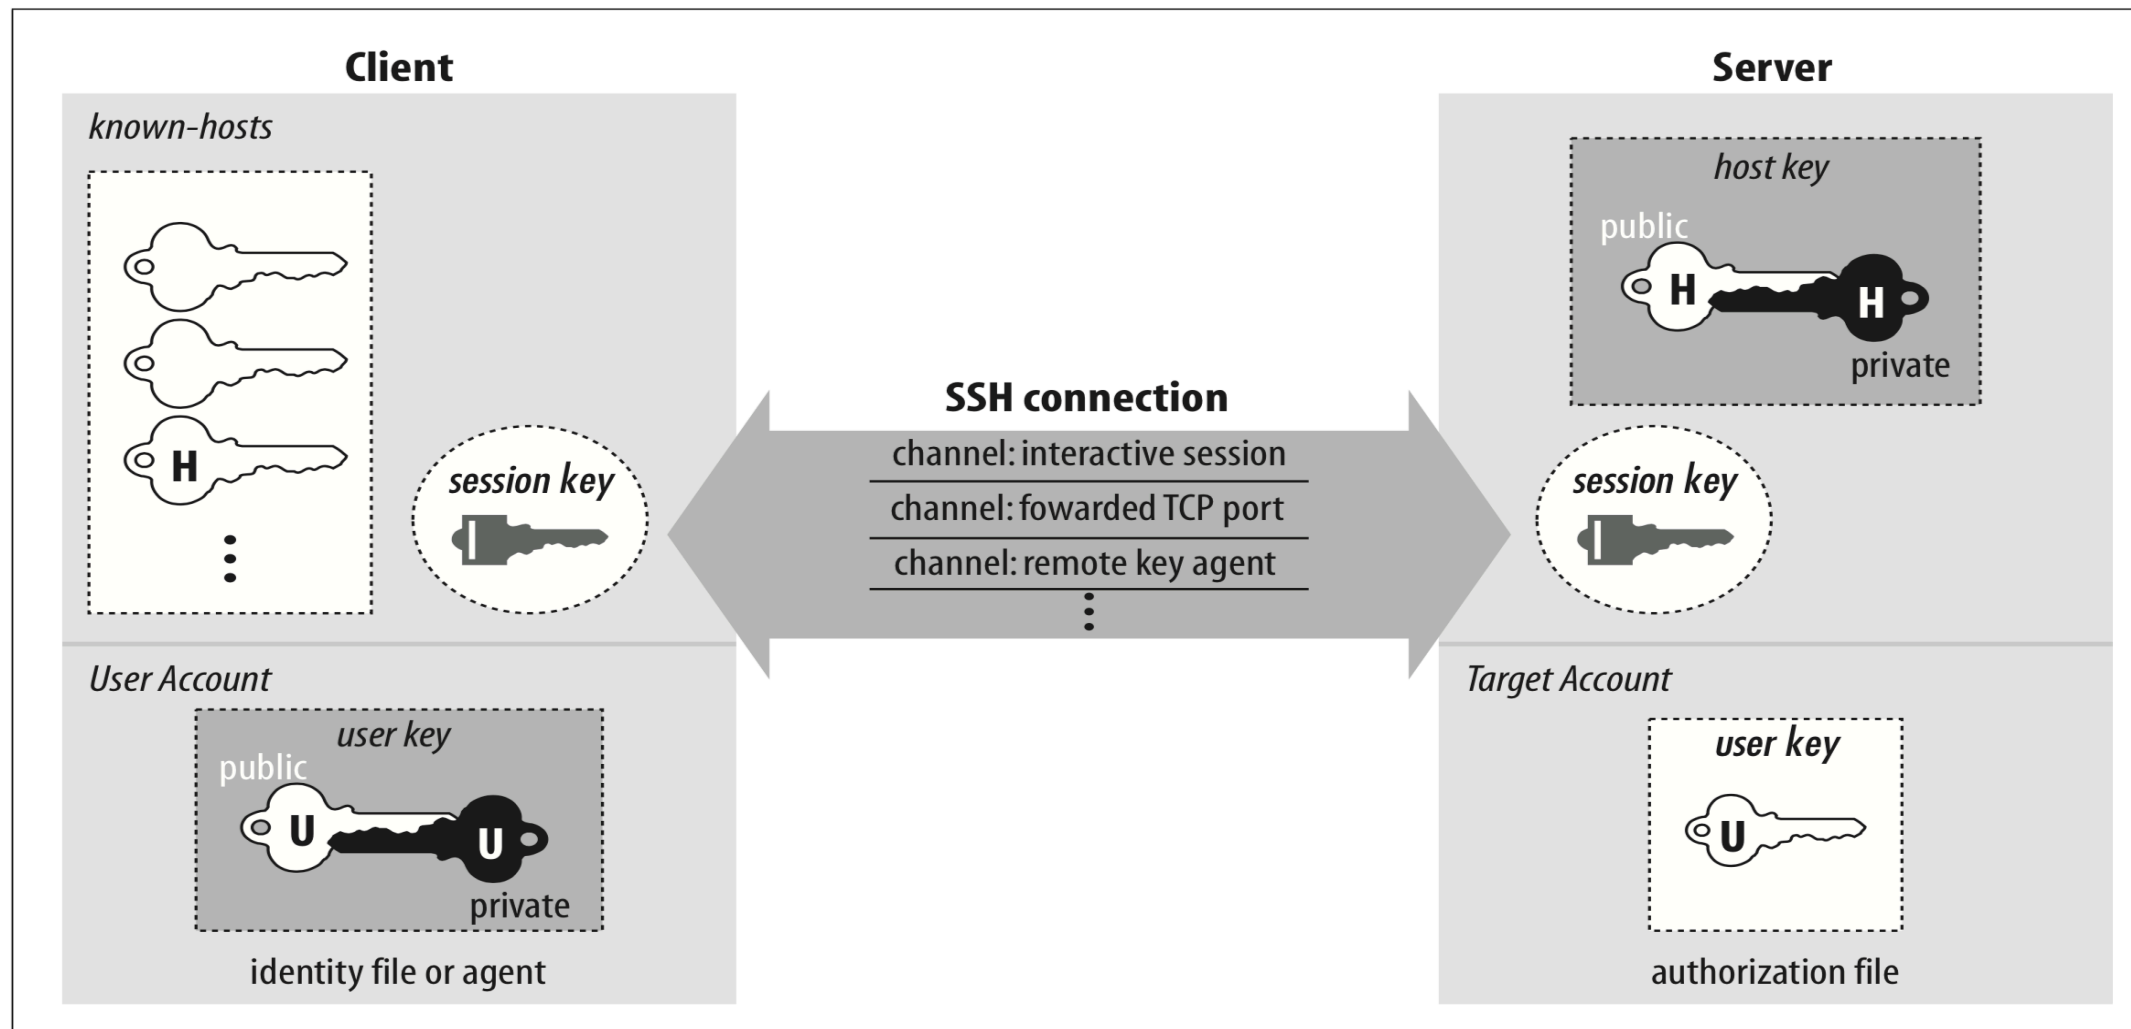 Client
known-hosts
H
session key
User Account
user key
public
U
U
private
identity file or agent
SSH connection
channel: interactive session
channel: fowarded TCP port
channel: remote key agent
Server
host key
public
H
H
private
session key
Target Account
user key
U
authorization file